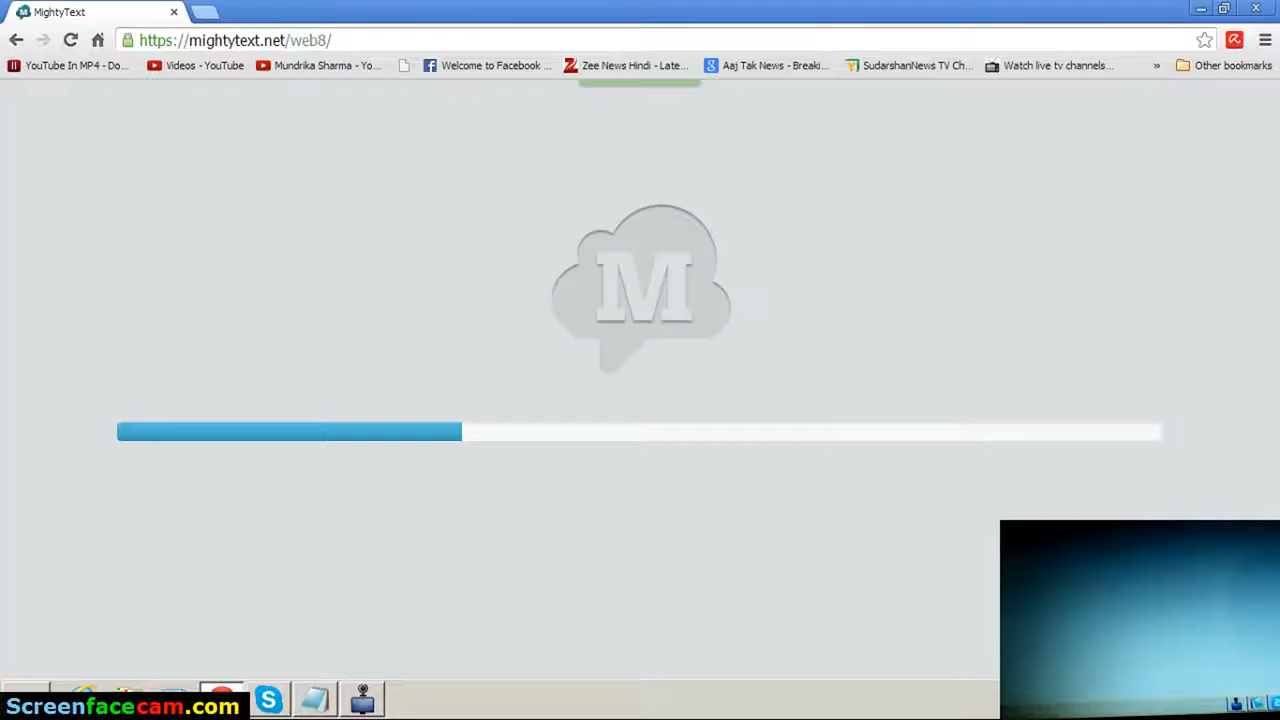 MightyText
https://mightytext.net/web8/
YouTube In MP4 - Do...
Videos - YouTube
Mundrika Sharma - Yo...
Welcome to Facebook ...
Zee News Hindi - Late...
Aaj Tak News - Breaki...
SudarshanNews TV Ch...
Watch live tv channels...
»
Other bookmarks
M
Screenfacecam.com